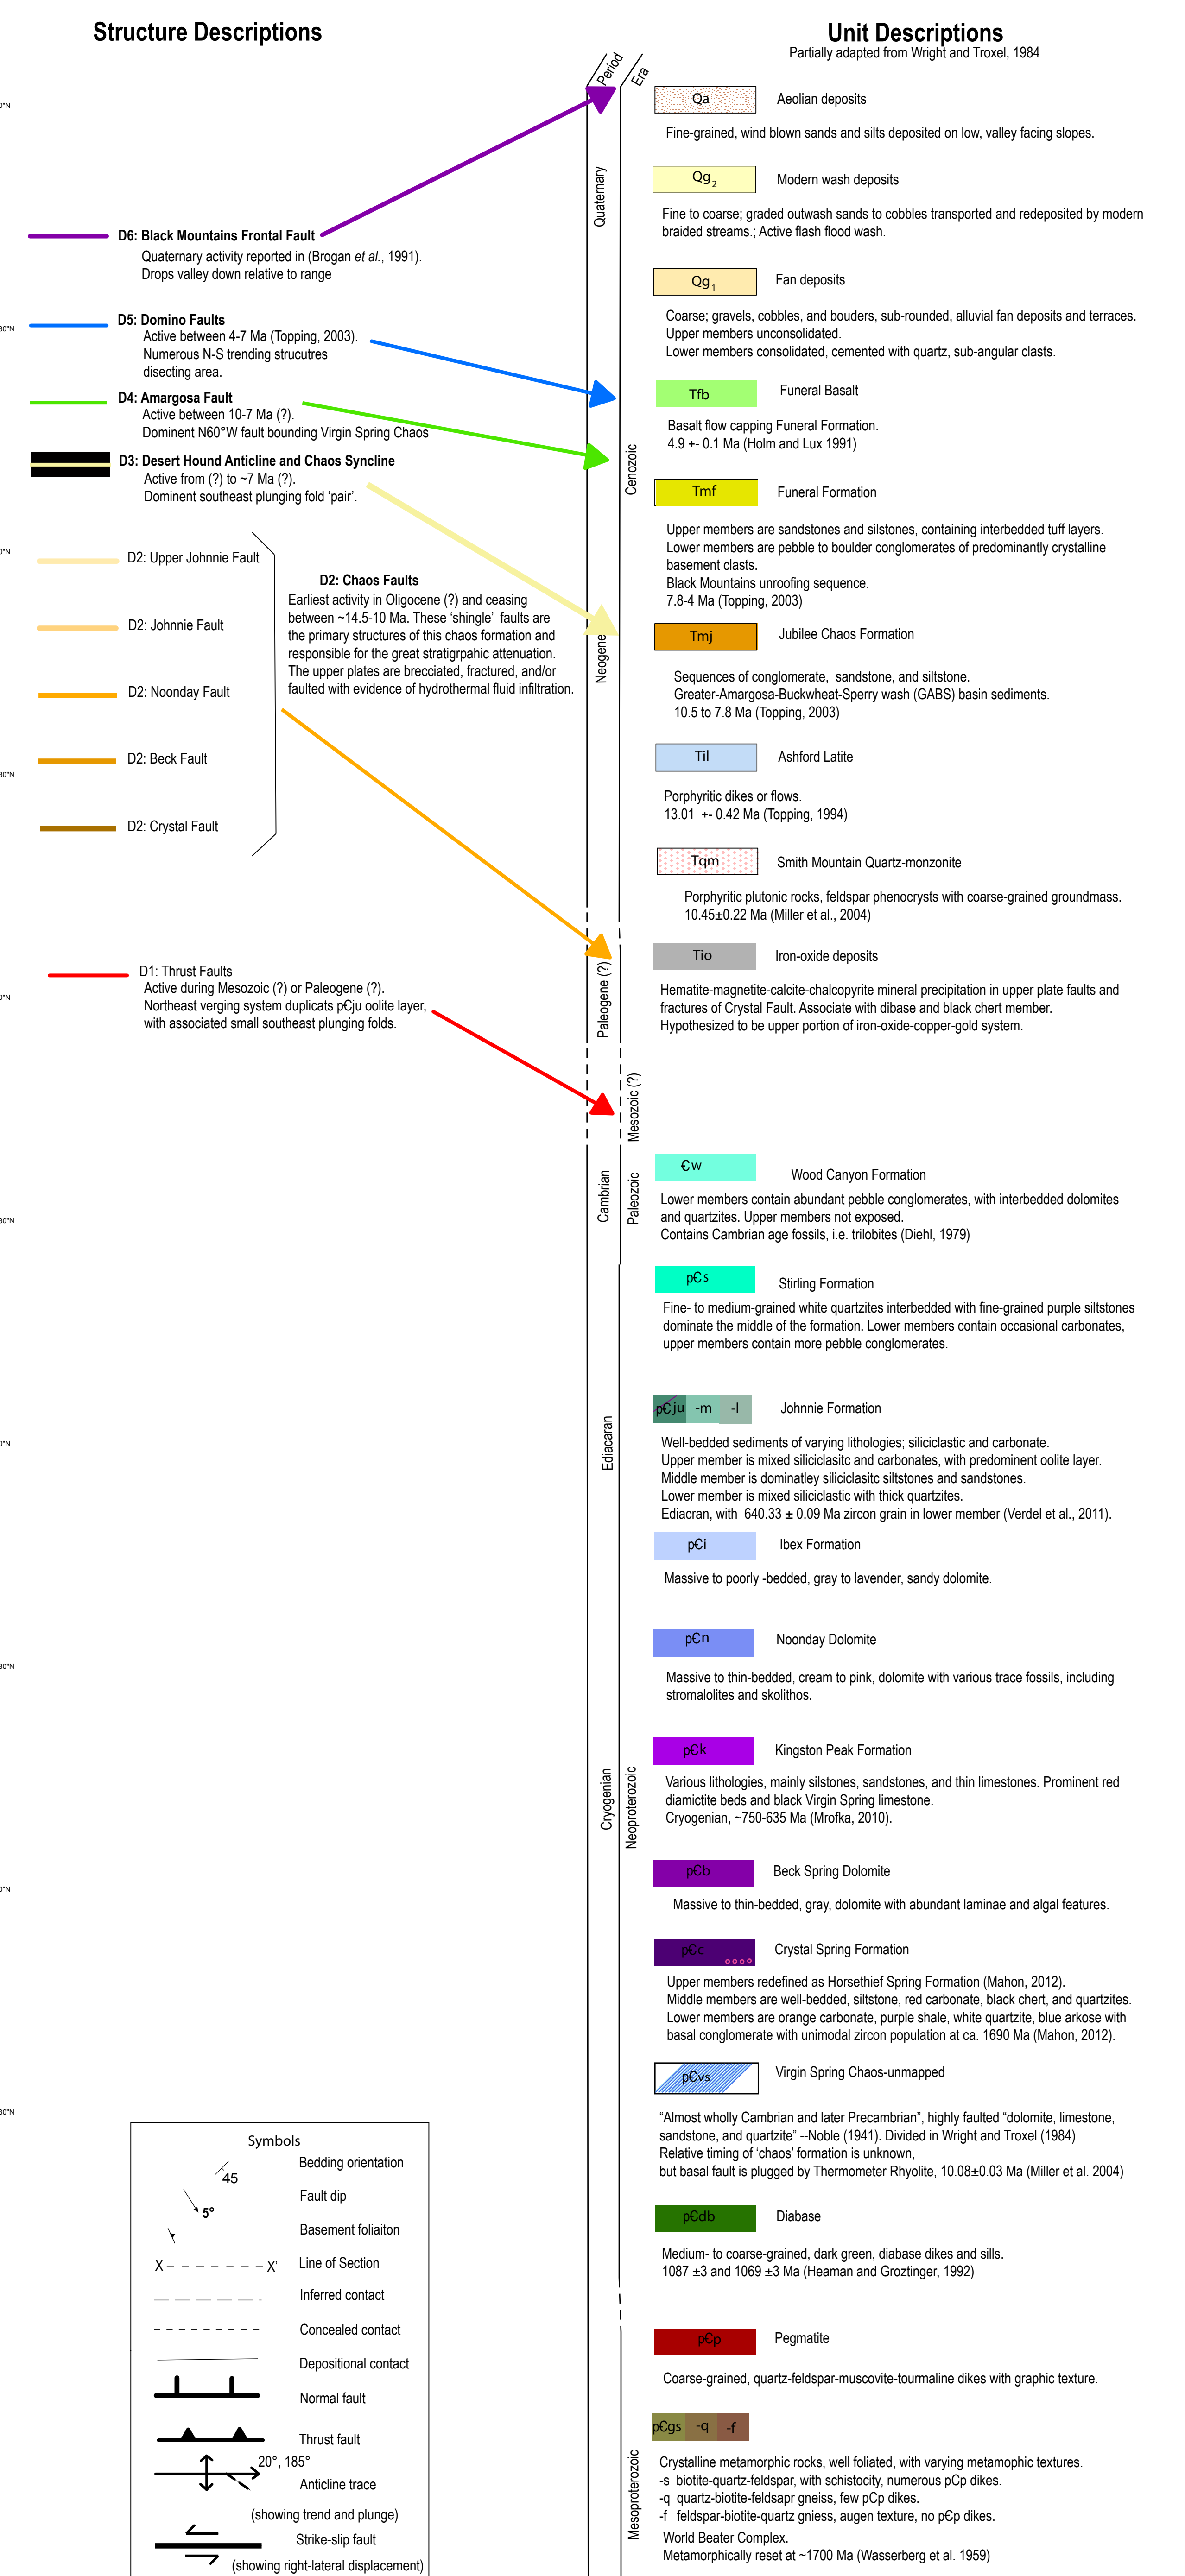 Structure Descriptions
D6: Black Mountains Frontal Fault
Quaternary activity reported in (Brogan et al., 1991).
Drops valley down relative to range
D5: Domino Faults
Active between 4-7 Ma (Topping, 2003).
Numerous N-S trending strucutres
disecting area.
D4: Amargosa Fault
Active between 10-7 Ma (?).
Dominent N60°W fault bounding Virgin Spring Chaos
D3: Desert Hound Anticline and Chaos Syncline
Active from (?) to ~7 Ma (?).
Dominent southeast plunging fold ‘pair’.
D2: Upper Johnnie Fault
D2: Johnnie Fault
D2: Noonday Fault
D2: Beck Fault
D2: Crystal Fault
D2: Chaos Faults
Earliest activity in Oligocene (?) and ceasing
between ~14.5-10 Ma. These ‘shingle’ faults are
the primary structures of this chaos formation and
responsible for the great stratigrpahic attenuation.
The upper plates are brecciated, fractured, and/or
faulted with evidence of hydrothermal fluid infiltration.
D1: Thrust Faults
Active during Mesozoic (?) or Paleogene (?).
Northeast verging system duplicats p€ju oolite layer,
with associated small southeast plunging folds.
Period
Era
Quaternary
Neogene
Paleogene (?)
Cambrian
Ediacaran
Cryogenian
Cenozoic
Mesozoic (?)
Paleozoic
Neoproterozoic
Mesoproterozoic
Unit Descriptions
Partially adapted from Wright and Troxel, 1984
Qa Aeolian deposits
Fine-grained, wind blown sands and silts deposited on low, valley facing slopes.
Qg2 Modern wash deposits
Fine to coarse; graded outwash sands to cobbles transported and redeposited by modern
braided streams.; Active flash flood wash.
Qg1 Fan deposits
Coarse; gravels, cobbles, and bouders, sub-rounded, alluvial fan deposits and terraces.
Upper members unconsolidated.
Lower members consolidated, cemented with quartz, sub-angular clasts.
Tfb Funeral Basalt
Basalt flow capping Funeral Formation.
4.9 +- 0.1 Ma (Holm and Lux 1991)
Tmf Funeral Formation
Upper members are sandstones and silstones, containing interbedded tuff layers.
Lower members are pebble to boulder conglomerates of predominantly crystalline
basement clasts.
Black Mountains unroofing sequence.
7.8-4 Ma (Topping, 2003)
Tmj Jubilee Chaos Formation
Sequences of conglomerate, sandstone, and siltstone.
Greater-Amargosa-Buckwheat-Sperry wash (GABS) basin sediments.
10.5 to 7.8 Ma (Topping, 2003)
Til Ashford Latite
Porphyritic dikes or flows.
13.01 +- 0.42 Ma (Topping, 1994)
Tqm Smith Mountain Quartz-monzonite
Porphyritic plutonic rocks, feldspar phenocrysts with coarse-grained groundmass.
10.45±0.22 Ma (Miller et al., 2004)
Tio Iron-oxide deposits
Hematite-magnetite-calcite-chalcopyrite mineral precipitation in upper plate faults and
fractures of Crystal Fault. Associate with dibase and black chert member.
Hypothesized to be upper portion of iron-oxide-copper-gold system.
€w Wood Canyon Formation
Lower members contain abundant pebble conglomerates, with interbedded dolomites
and quartzites. Upper members not exposed.
Contains Cambrian age fossils, i.e. trilobites (Diehl, 1979)
p€s Stirling Formation
Fine- to medium-grained white quartzites interbedded with fine-grained purple siltstones
dominate the middle of the formation. Lower members contain occasional carbonates,
upper members contain more pebble conglomerates.
p€ju -m -l Johnnie Formation
Well-bedded sediments of varying lithologies; siliciclastic and carbonate.
Upper member is mixed siliciclasitc and carbonates, with predominent oolite layer.
Middle member is dominatley siliciclasitc siltstones and sandstones.
Lower member is mixed siliciclastic with thick quartzites.
Ediacran, with 640.33 ± 0.09 Ma zircon grain in lower member (Verdel et al., 2011).
p€i Ibex Formation
Massive to poorly -bedded, gray to lavender, sandy dolomite.
p€n Noonday Dolomite
Massive to thin-bedded, cream to pink, dolomite with various trace fossils, including
stromalolites and skolithos.
p€k Kingston Peak Formation
Various lithologies, mainly silstones, sandstones, and thin limestones. Prominent red
diamictite beds and black Virgin Spring limestone.
Cryogenian, ~750-635 Ma (Mrofka, 2010).
p€b Beck Spring Dolomite
Massive to thin-bedded, gray, dolomite with abundant laminae and algal features.
p€c Crystal Spring Formation
Upper members redefined as Horsethief Spring Formation (Mahon, 2012).
Middle members are well-bedded, siltstone, red carbonate, black chert, and quartzites.
Lower members are orange carbonate, purple shale, white quartzite, blue arkose with
basal conglomerate with unimodal zircon population at ca. 1690 Ma (Mahon, 2012).
p€vs Virgin Spring Chaos-unmapped
“Almost wholly Cambrian and later Precambrian”, highly faulted “dolomite, limestone,
sandstone, and quartzite” --Noble (1941). Divided in Wright and Troxel (1984)
Relative timing of ‘chaos’ formation is unknown,
but basal fault is plugged by Thermometer Rhyolite, 10.08±0.03 Ma (Miller et al. 2004)
p€db Diabase
Medium- to coarse-grained, dark green, diabase dikes and sills.
1087 ±3 and 1069 ±3 Ma (Heaman and Groztinger, 1992)
p€p Pegmatite
Coarse-grained, quartz-feldspar-muscovite-tourmaline dikes with graphic texture.
p€gs -q -f
Crystalline metamorphic rocks, well foliated, with varying metamophic textures.
-s biotite-quartz-feldspar, with schistocity, numerous pCp dikes.
-q quartz-biotite-feldsapr gneiss, few pCp dikes.
-f feldspar-biotite-quartz gniess, augen texture, no p€p dikes.
World Beater Complex.
Metamorphically reset at ~1700 Ma (Wasserberg et al. 1959)
Symbols
45 Bedding orientation
5° Fault dip
Basement foliaiton
X X' Line of Section
Inferred contact
Concealed contact
Depositional contact
Normal fault
Thrust fault
20°, 185°
Anticline trace
(showing trend and plunge)
Strike-slip fault
(showing right-lateral displacement)
0"N
30"N
0"N
30"N
0"N
30"N
0"N
30"N
0"N
30"N